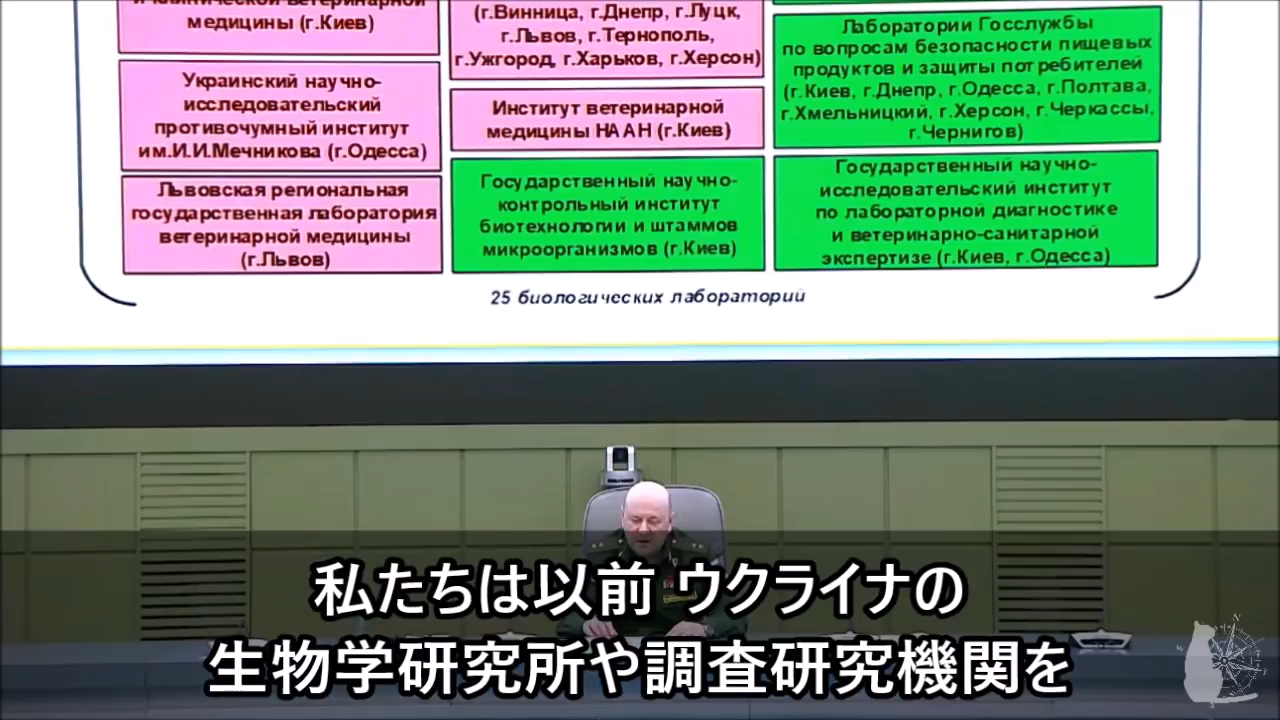 медицины (г.Киев)
Украинский научно-
исследовательский
противочумный институт
им.И.И.Мечникова (г.Одесса)
Львовская региональная
государственная лаборатория
ветеринарной медицины
(г.Львов)
(г.Винница, г.Днепр, г.Луцк,
г.Львов, г.Тернополь,
г.Ужгород, г.Харьков, г.Херсон)
Институт ветеринарной
медицины НААН (г.Киев)
Государственный научно-
контрольный институт
биотехнологии и штаммов
микроорганизмов (г.Киев)
Лаборатории Госслужбы
по вопросам безопасности пищевых
продуктов и защиты потребителей
(г.Киев, г.Днепр, г.Одесса, г.Полтава,
г.Хмельницкий, г.Херсон, г.Черкассы,
г.Чернигов)
Государственный научно-
исследовательский институт
по лабораторной диагностике
и ветеринарно-санитарной
экспертизе (г.Киев, г.Одесса)
25 биологических лабораторий
私たちは以前 ウクライナの
生物学研究所や調査研究機関を